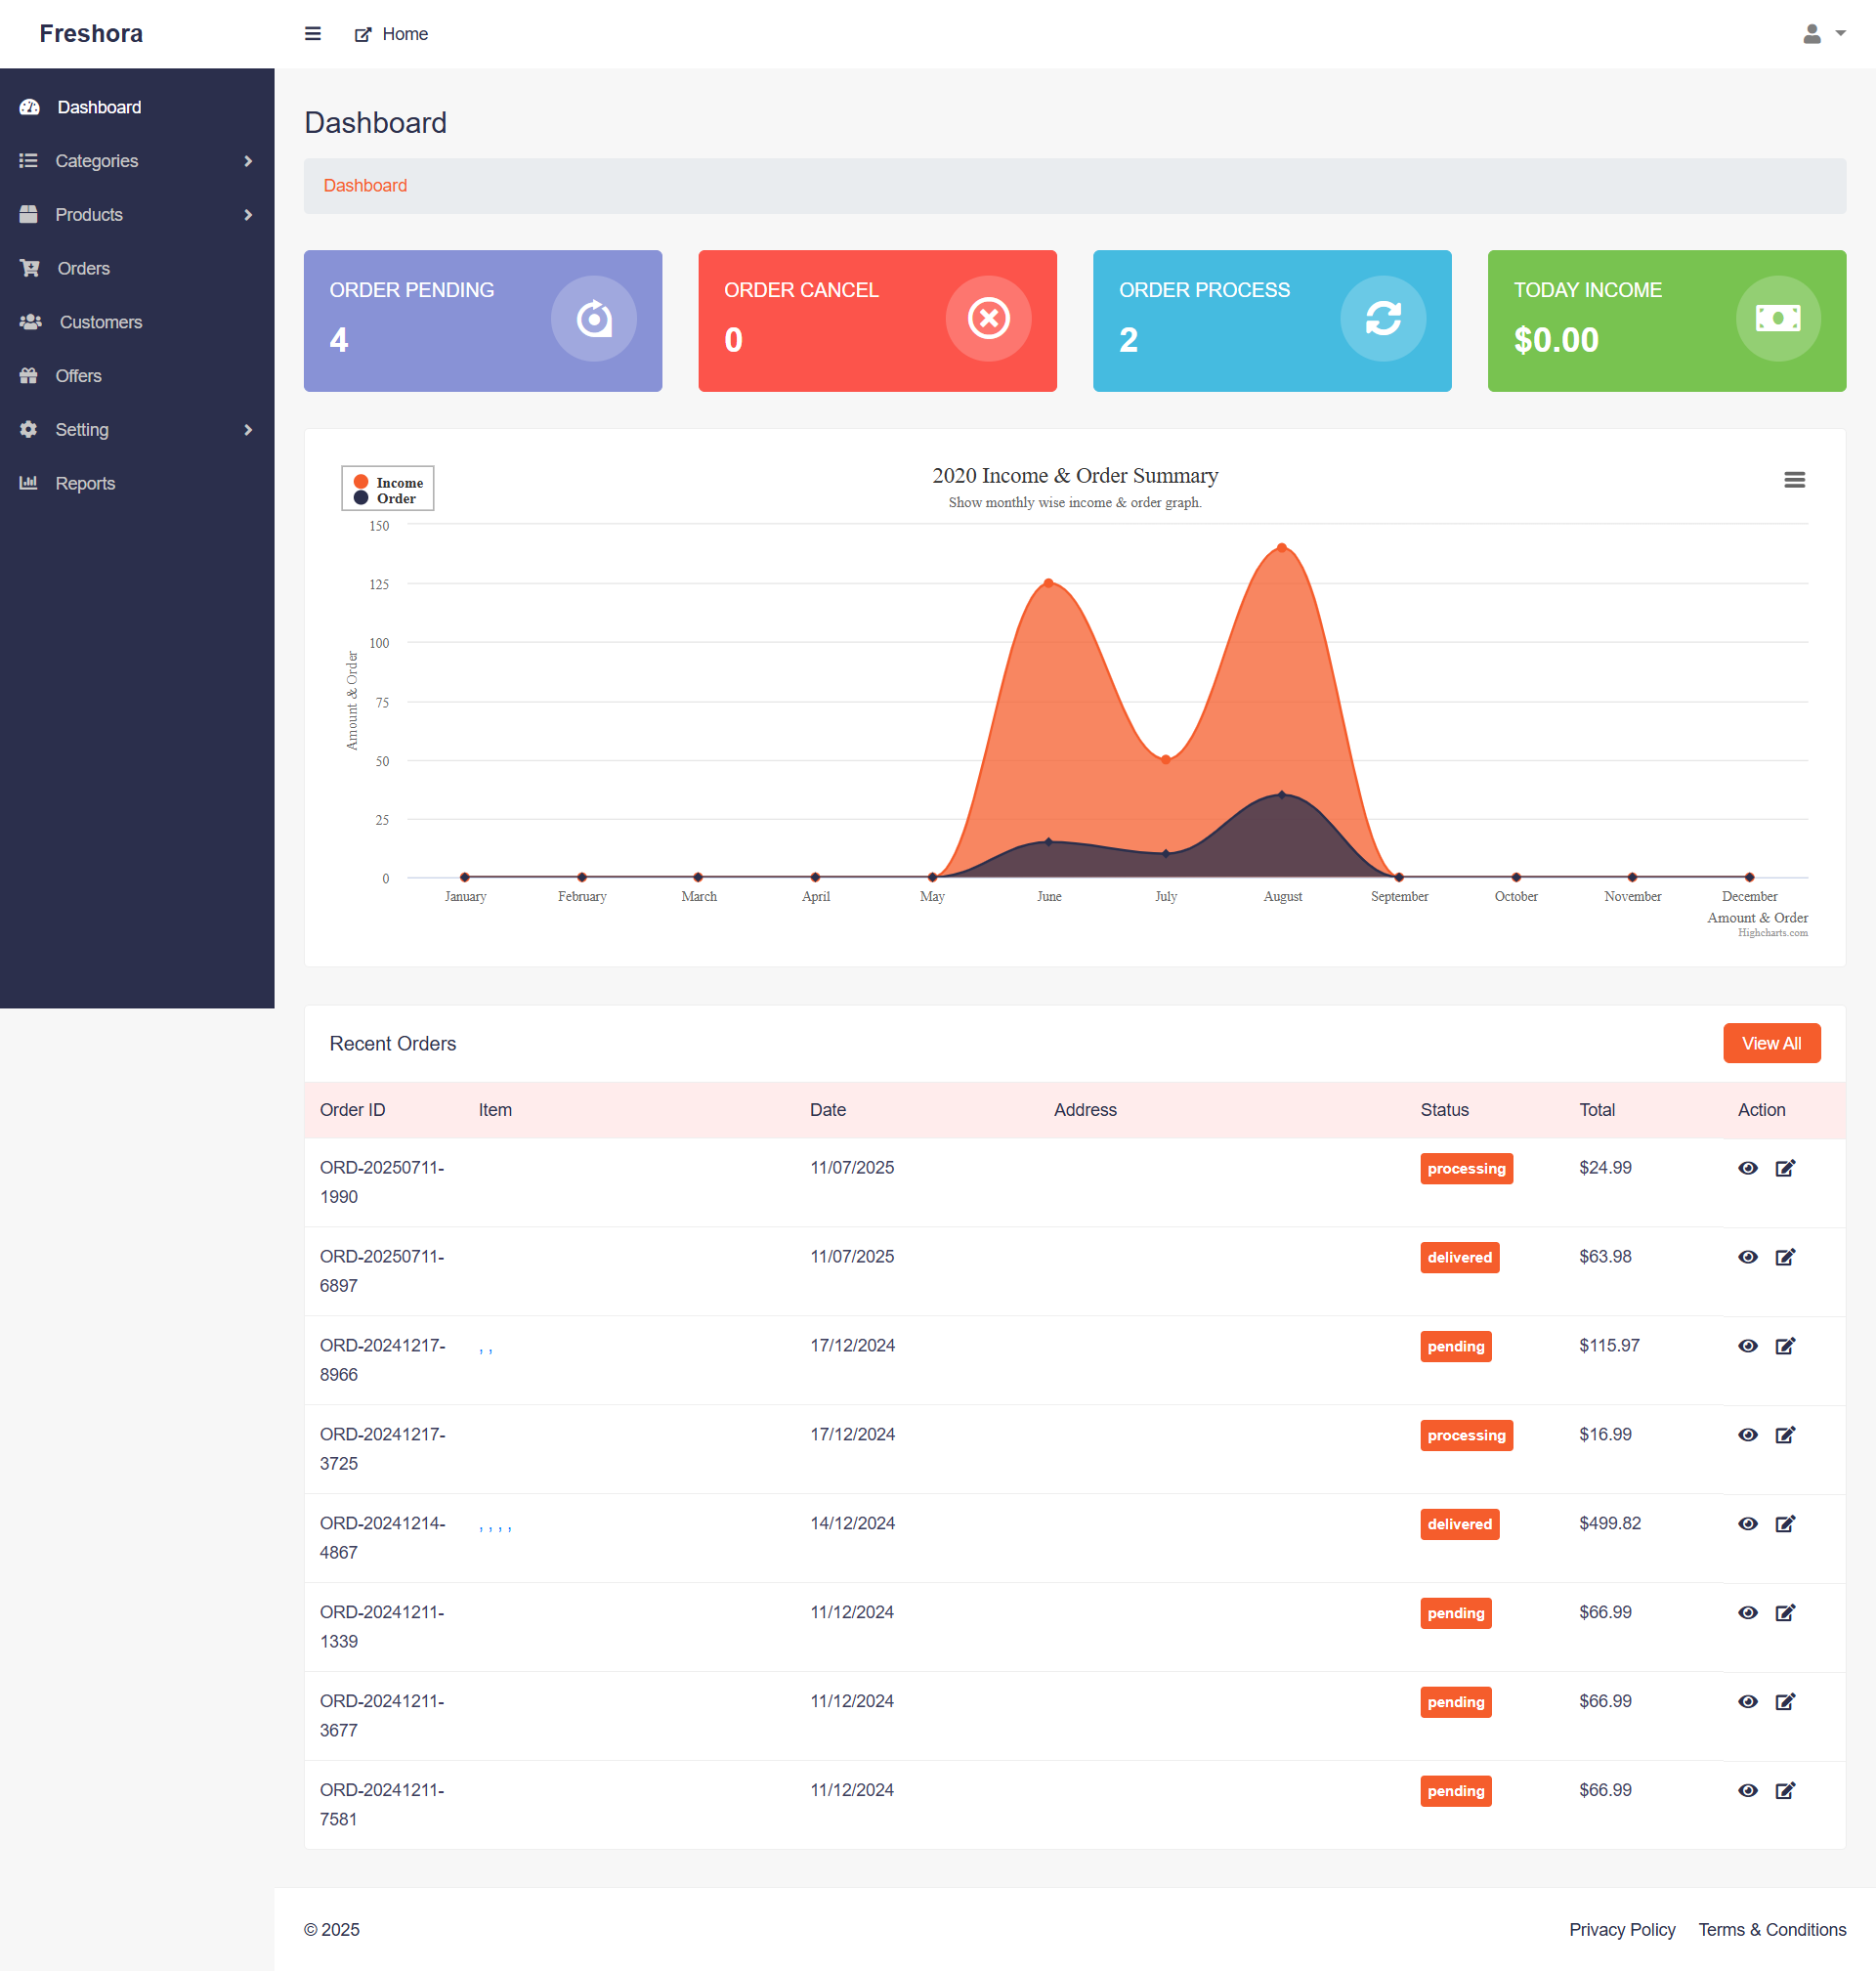 Freshora
Home
Dashboard
Categories
Products
Orders
Customers
Offers
Setting
Reports
Dashboard
Dashboard
ORDER PENDING
4
ORDER CANCEL
0
ORDER PROCESS
2
TODAY INCOME
$0.00
Income
Order
2020 Income & Order Summary
Show monthly wise income & order graph.
Amount & Order
150
125
100
75
50
25
0
January February March April May June July August September October November December
Amount & Order
Highcharts.com
Recent Orders
View All
Order ID Item Date Address Status Total Action
ORD-20250711- 11/07/2025 processing $24.99
1990
ORD-20250711- 11/07/2025 delivered $63.98
6897
ORD-20241217- , , 17/12/2024 pending $115.97
8966
ORD-20241217- 17/12/2024 processing $16.99
3725
ORD-20241214- , , , , 14/12/2024 delivered $499.82
4867
ORD-20241211- 11/12/2024 pending $66.99
1339
ORD-20241211- 11/12/2024 pending $66.99
3677
ORD-20241211- 11/12/2024 pending $66.99
7581
© 2025
Privacy Policy Terms & Conditions